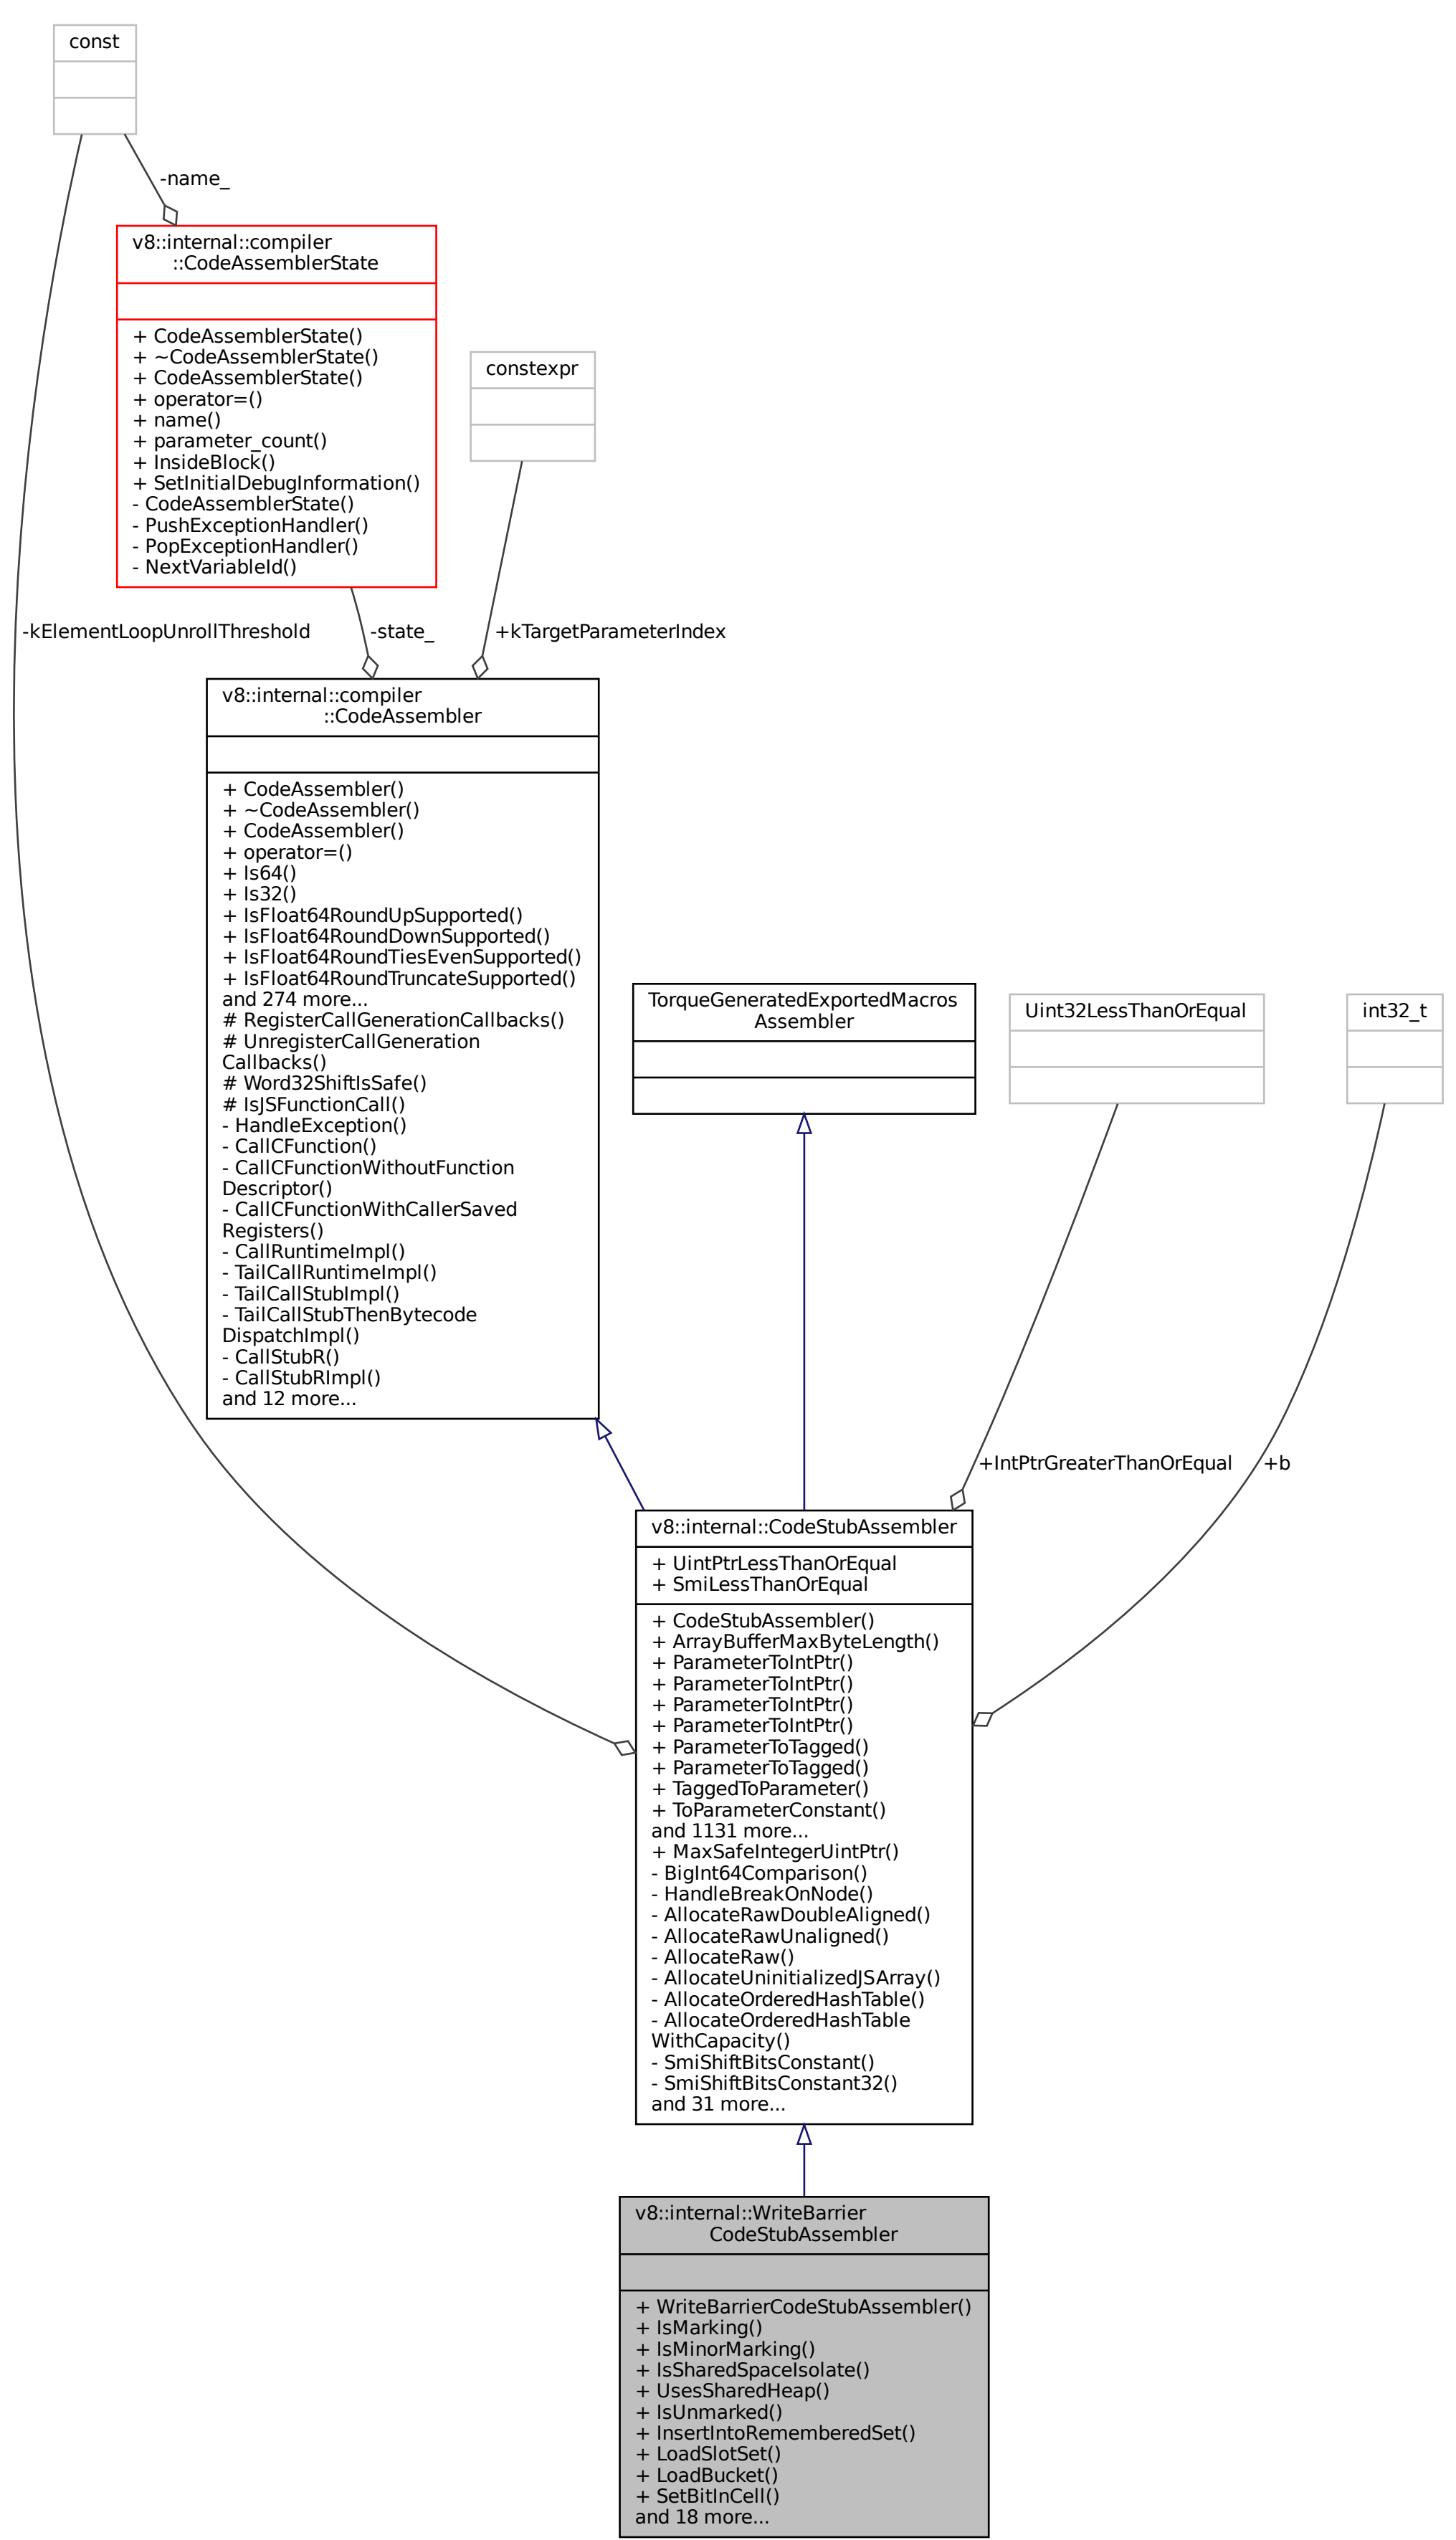 const
-name_
v8::internal::compiler
::CodeAssemblerState
+ CodeAssemblerState()
+ ~CodeAssemblerState()
+ CodeAssemblerState()
+ operator=()
+ name()
+ parameter_count()
+ InsideBlock()
+ SetInitialDebugInformation()
- CodeAssemblerState()
- PushExceptionHandler()
- PopExceptionHandler()
- NextVariableId()
constexpr
-kElementLoopUnrollThreshold
-state_
+kTargetParameterIndex
v8::internal::compiler
::CodeAssembler
+ CodeAssembler()
+ ~CodeAssembler()
+ CodeAssembler()
+ operator=()
+ Is64()
+ Is32()
+ IsFloat64RoundUpSupported()
+ IsFloat64RoundDownSupported()
+ IsFloat64RoundTiesEvenSupported()
+ IsFloat64RoundTruncateSupported()
and 274 more...
# RegisterCallGenerationCallbacks()
# UnregisterCallGeneration
Callbacks()
# Word32ShiftIsSafe()
# IsJSFunctionCall()
- HandleException()
- CallCFunction()
- CallCFunctionWithoutFunction
Descriptor()
- CallCFunctionWithCallerSaved
Registers()
- CallRuntimeImpl()
- TailCallRuntimeImpl()
- TailCallStubImpl()
- TailCallStubThenBytecode
DispatchImpl()
- CallStubR()
- CallStubRImpl()
and 12 more...
TorqueGeneratedExportedMacros
Assembler
Uint32LessThanOrEqual
int32_t
+IntPtrGreaterThanOrEqual
+b
v8::internal::CodeStubAssembler
+ UintPtrLessThanOrEqual
+ SmiLessThanOrEqual
+ CodeStubAssembler()
+ ArrayBufferMaxByteLength()
+ ParameterToIntPtr()
+ ParameterToIntPtr()
+ ParameterToIntPtr()
+ ParameterToIntPtr()
+ ParameterToTagged()
+ ParameterToTagged()
+ TaggedToParameter()
+ ToParameterConstant()
and 1131 more...
+ MaxSafeIntegerUintPtr()
- BigInt64Comparison()
- HandleBreakOnNode()
- AllocateRawDoubleAligned()
- AllocateRawUnaligned()
- AllocateRaw()
- AllocateUninitializedJSArray()
- AllocateOrderedHashTable()
- AllocateOrderedHashTable
WithCapacity()
- SmiShiftBitsConstant()
- SmiShiftBitsConstant32()
and 31 more...
v8::internal::WriteBarrier
CodeStubAssembler
+ WriteBarrierCodeStubAssembler()
+ IsMarking()
+ IsMinorMarking()
+ IsSharedSpaceIsolate()
+ UsesSharedHeap()
+ IsUnmarked()
+ InsertIntoRememberedSet()
+ LoadSlotSet()
+ LoadBucket()
+ SetBitInCell()
and 18 more...